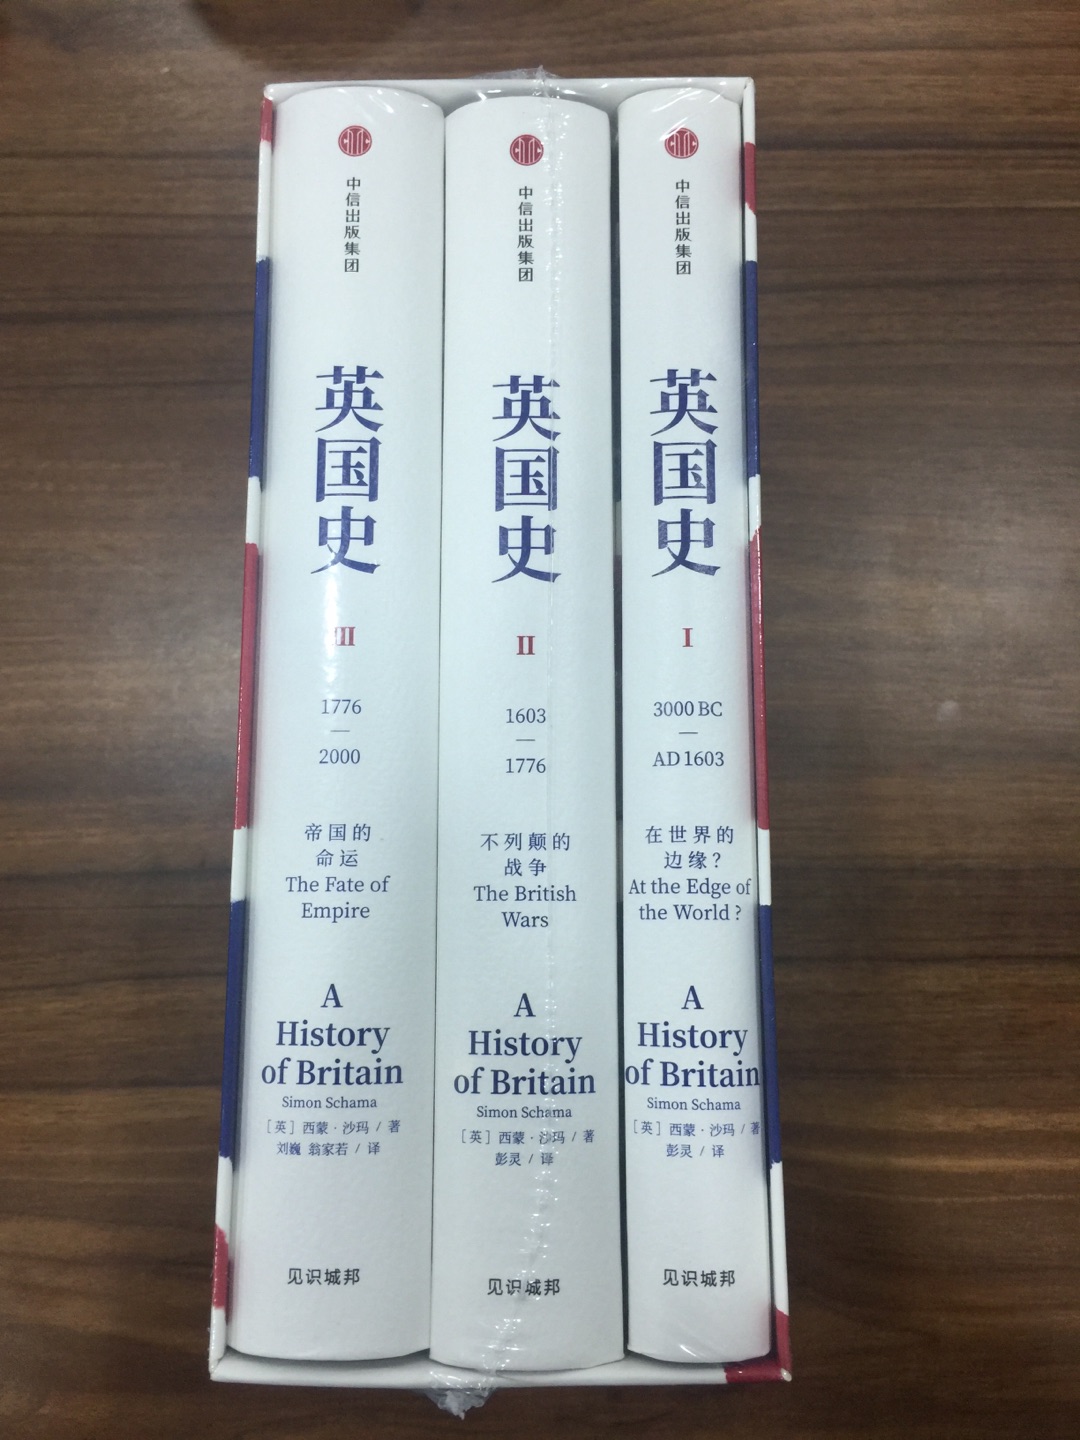 中信出版集团
英国史
III
1776
—
2000
帝国的
命运
The Fate of
Empire
A
History
of Britain
Simon Schama
[英] 西蒙·沙玛 / 著
刘巍 翁家若 / 译
见识城邦
中信出版集团
英国史
II
1603
—
1776
不列颠的
战争
The British
Wars
A
History
of Britain
Simon Schama
[英] 西蒙·沙玛 / 著
彭灵 / 译
见识城邦
中信出版集团
英国史
I
3000 BC
—
AD 1603
在世界的
边缘？
At the Edge of
the World ?
A
History
of Britain
Simon Schama
[英] 西蒙·沙玛 / 著
彭灵 / 译
见识城邦